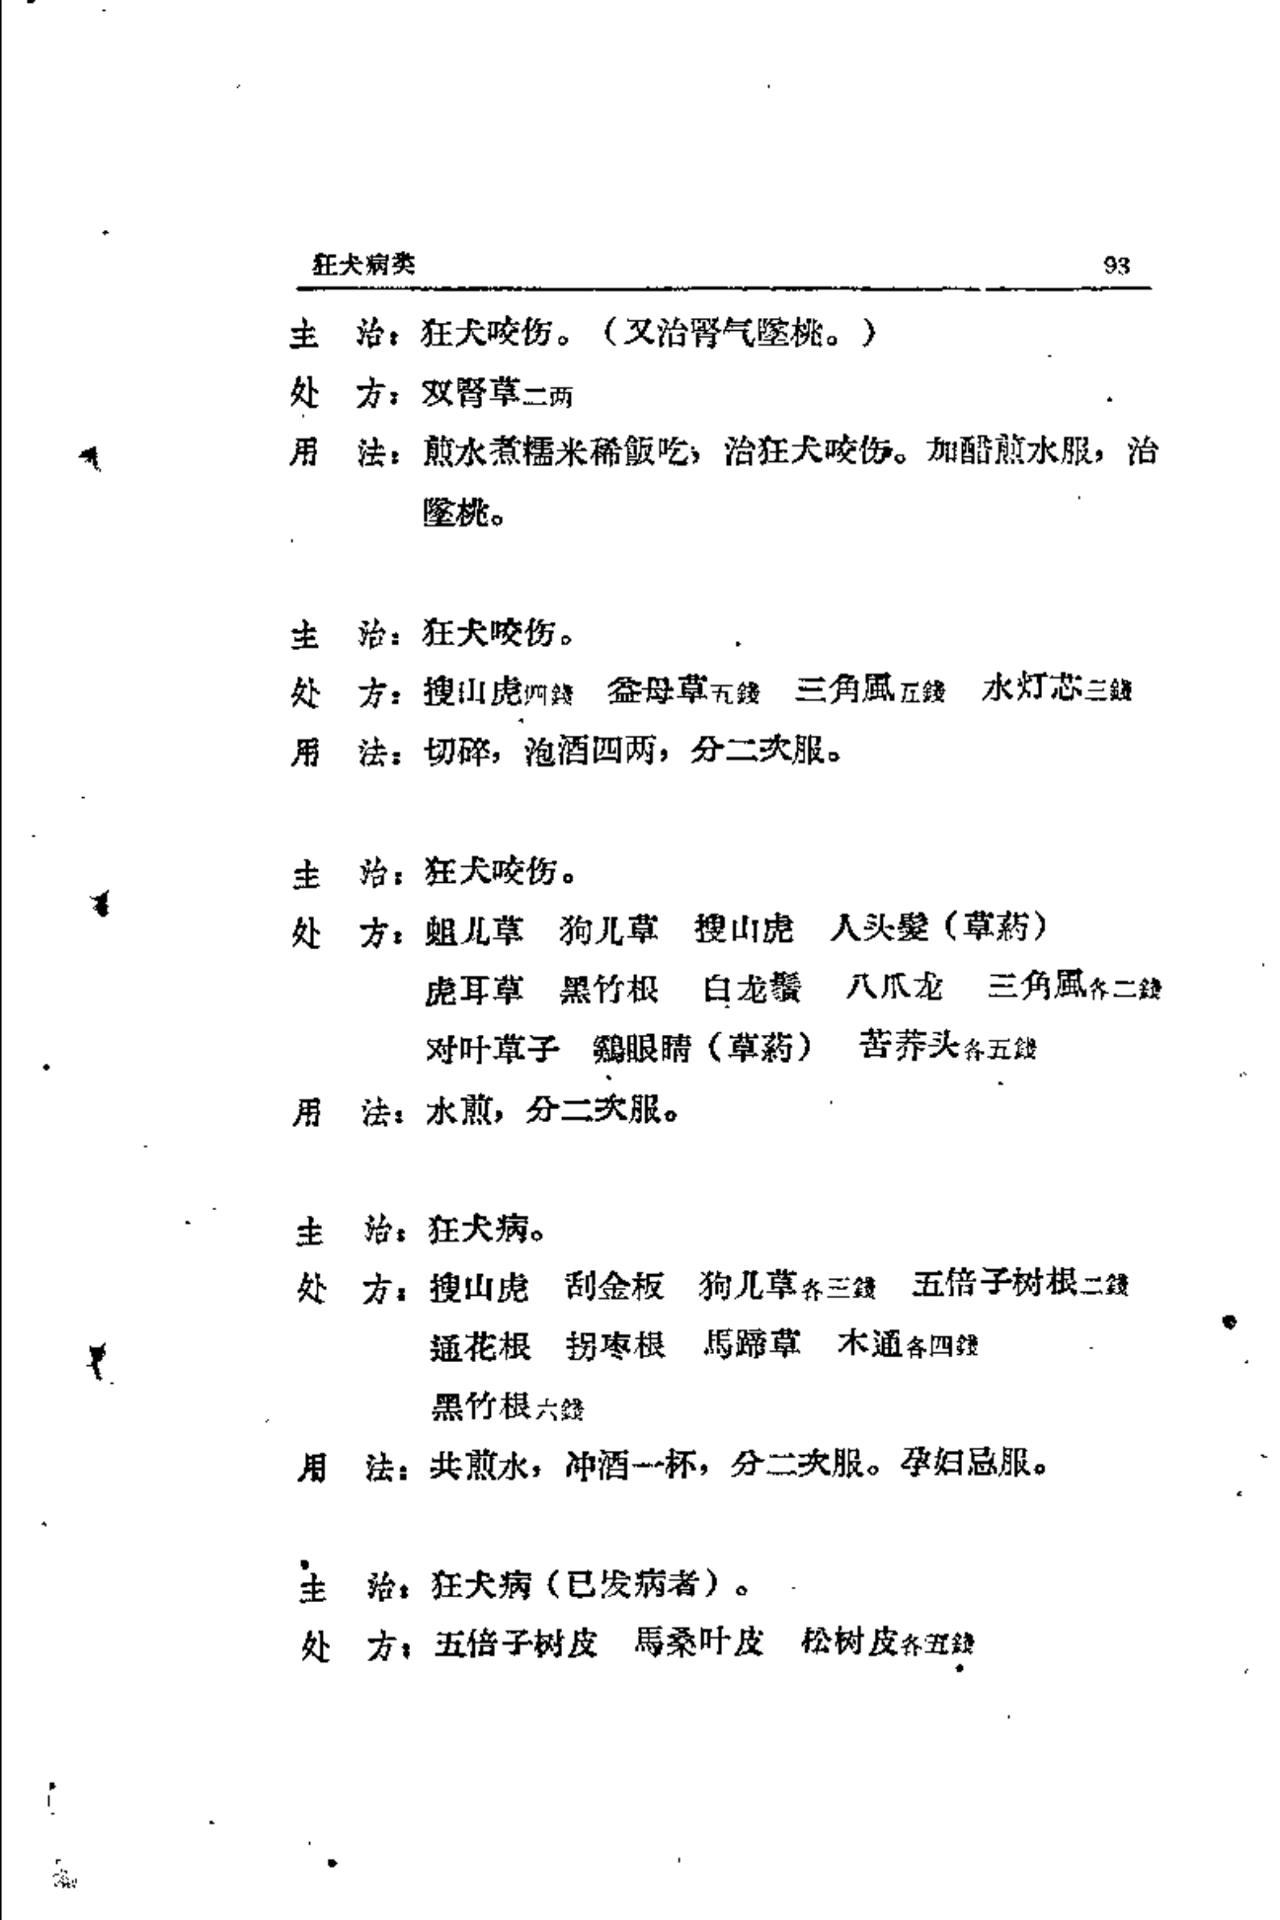 狂犬病类 93
主　治：狂犬咬伤。（又治腎气墜桃。）
处　方：双腎草二两
用　法：煎水煮糯米稀飯吃，治狂犬咬伤。加醋煎水服，治
墜桃。
主　治：狂犬咬伤。
处　方：搜山虎四錢　益母草五錢　三角風五錢　水灯芯三錢
用　法：切碎，泡酒四两，分二次服。
主　治：狂犬咬伤。
处　方：蛆儿草　狗儿草　搜山虎　人头髮（草葯）
虎耳草　黑竹根　白龙鬚　八爪龙　三角風各二錢
对叶草子　鷄眼睛（草葯）　苦荞头各五錢
用　法：水煎，分二次服。
主　治：狂犬病。
处　方：搜山虎　刮金板　狗儿草各三錢　五倍子树根二錢
通花根　拐枣根　馬蹄草　木通各四錢
黑竹根六錢
用　法：共煎水，冲酒一杯，分二次服。孕妇忌服。
主　治：狂犬病（已发病者）。
处　方：五倍子树皮　馬桑叶皮　松树皮各五錢